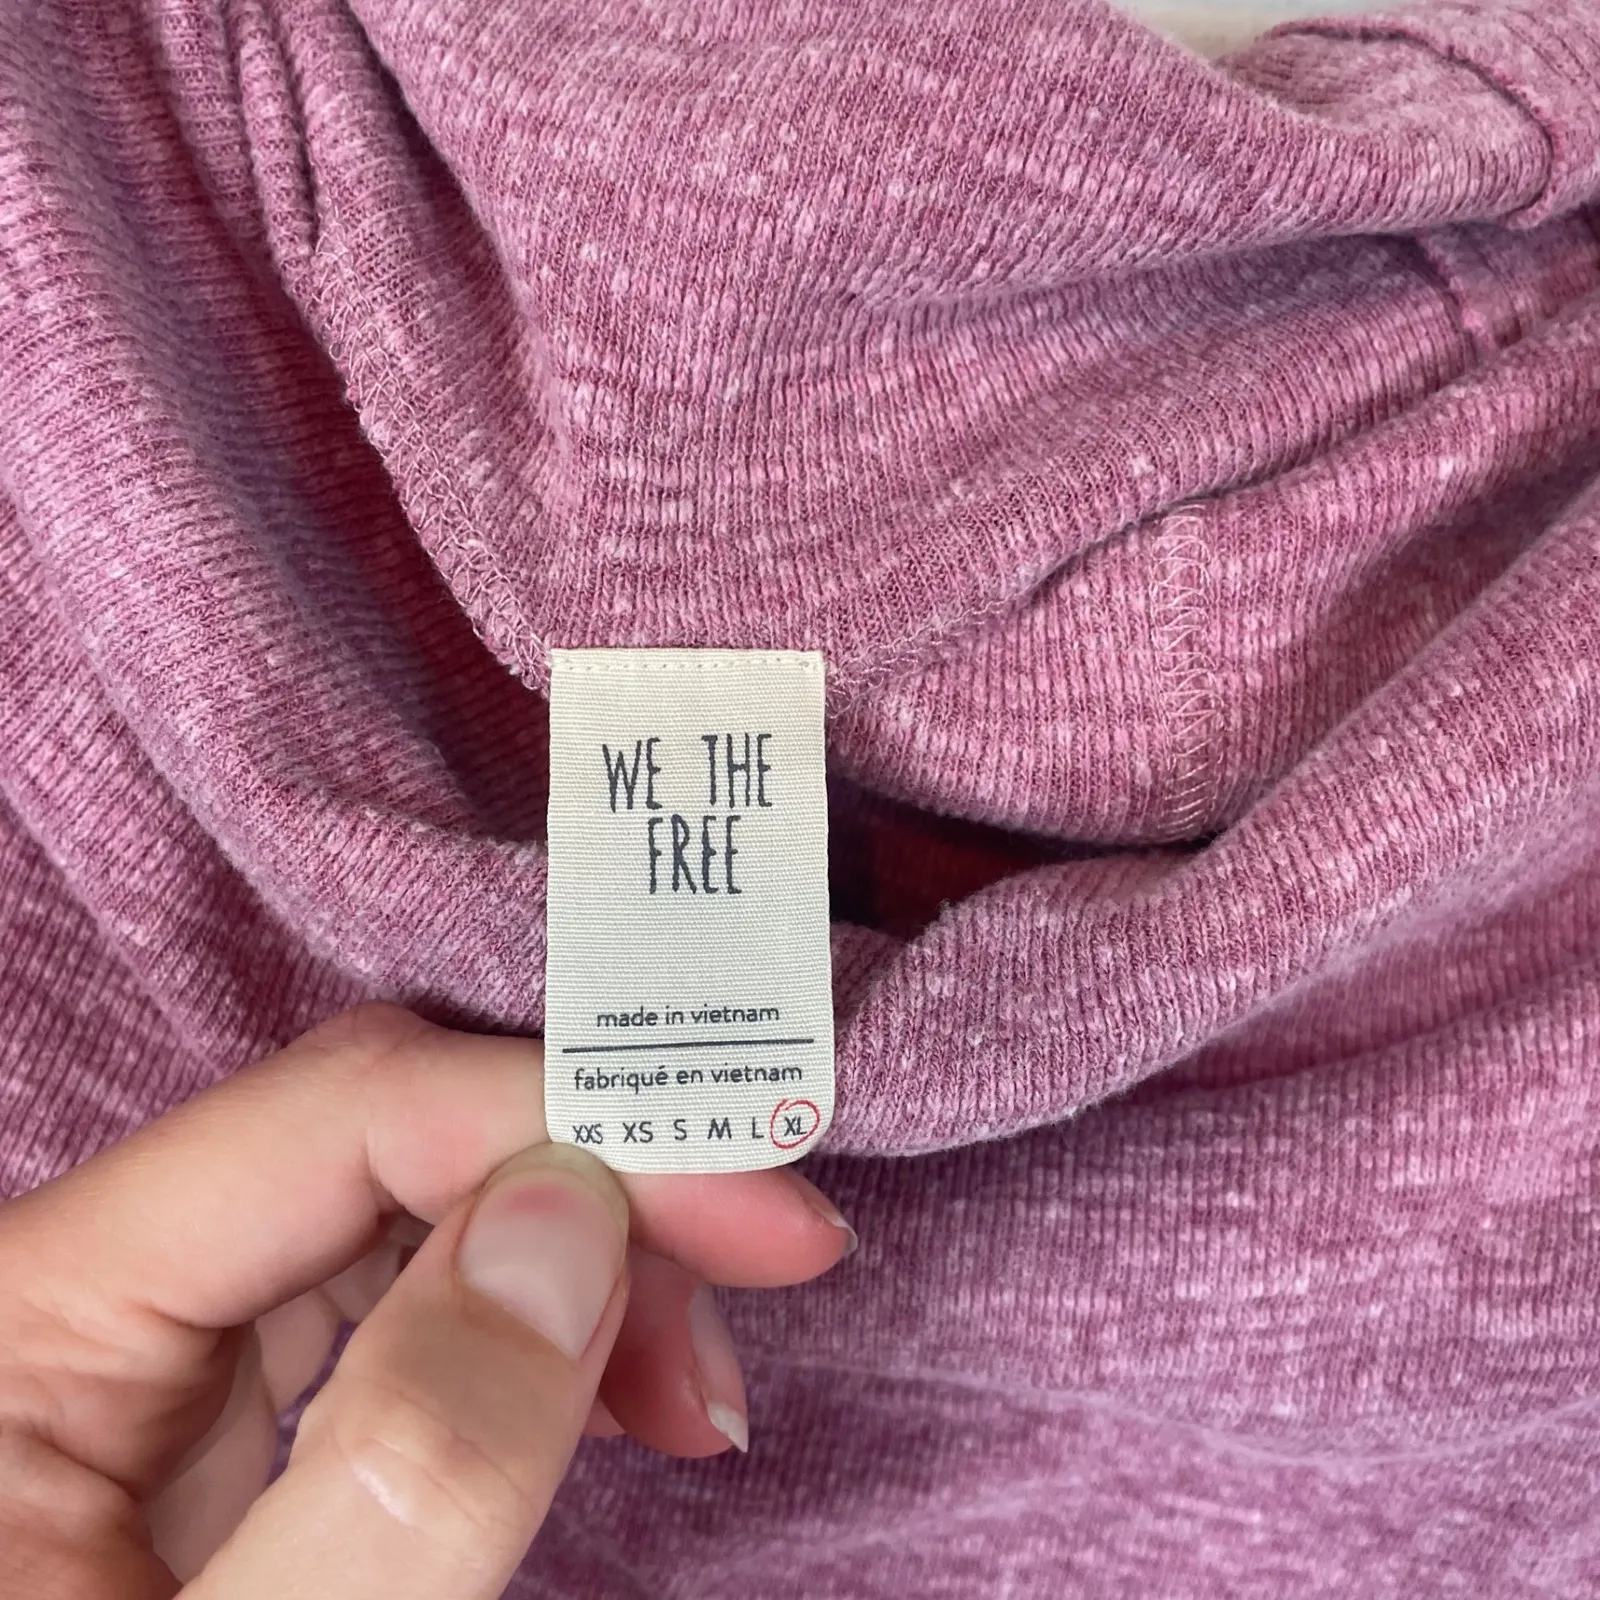 WE THE
FREE
made in vietnam
fabriqué en vietnam
XXS XS S M L XL